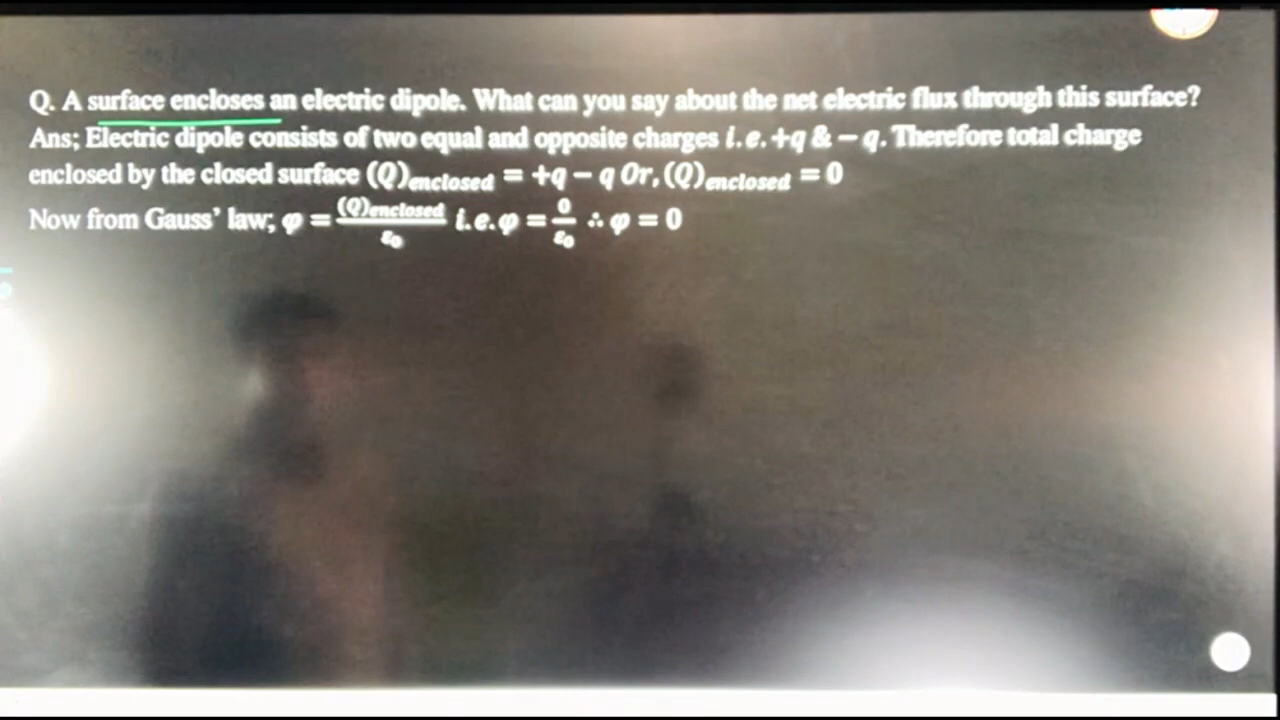 Q. A surface encloses an electric dipole. What can you say about the net electric flux through this surface?
Ans; Electric dipole consists of two equal and opposite charges i.e.+q & − q. Therefore total charge
enclosed by the closed surface (Q)enclosed = +q − q Or, (Q)enclosed = 0
Now from Gauss' law; φ = (Q)enclosed/ε₀ i.e.φ = 0/ε₀ ∴ φ = 0